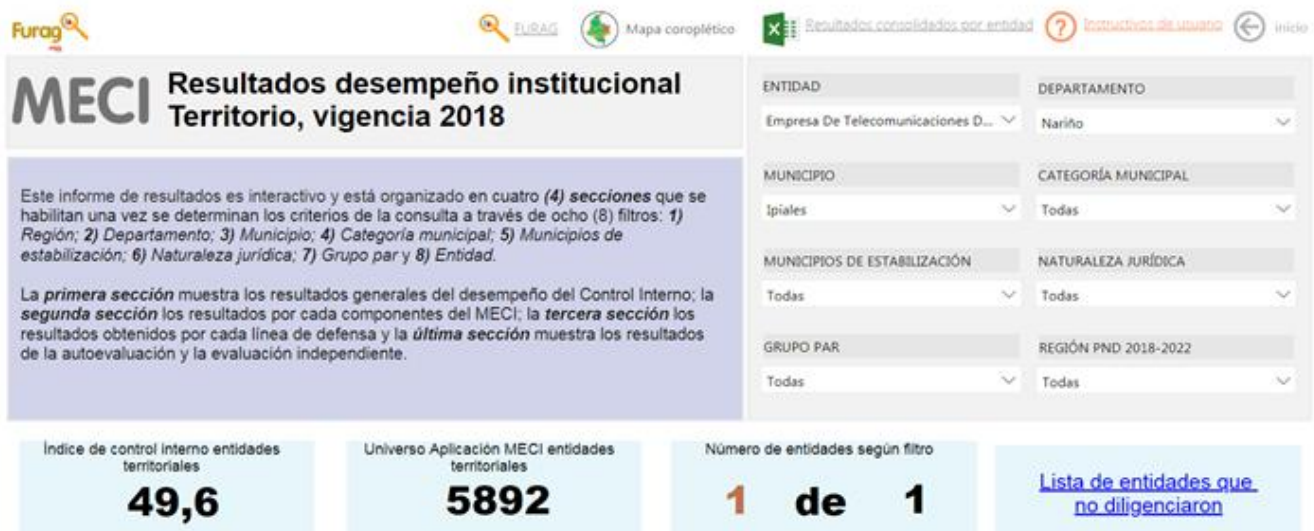 Furag
FURAG
Mapa coroplético
Resultados consolidados por entidad
Instructivos de usuario
inicio
MECI
Resultados desempeño institucional
Territorio, vigencia 2018
Este informe de resultados es interactivo y está organizado en cuatro (4) secciones que se
habilitan una vez se determinan los criterios de la consulta a través de ocho (8) filtros: 1)
Región; 2) Departamento; 3) Municipio; 4) Categoría municipal; 5) Municipios de
estabilización; 6) Naturaleza jurídica; 7) Grupo par y 8) Entidad.
La primera sección muestra los resultados generales del desempeño del Control Interno; la
segunda sección los resultados por cada componentes del MECI; la tercera sección los
resultados obtenidos por cada línea de defensa y la última sección muestra los resultados
de la autoevaluación y la evaluación independiente.
ENTIDAD
Empresa De Telecomunicaciones D...
DEPARTAMENTO
Nariño
MUNICIPIO
Ipiales
CATEGORÍA MUNICIPAL
Todas
MUNICIPIOS DE ESTABILIZACIÓN
Todas
NATURALEZA JURÍDICA
Todas
GRUPO PAR
Todas
REGIÓN PND 2018-2022
Todas
Índice de control interno entidades
territoriales
49,6
Universo Aplicación MECI entidades
territoriales
5892
Número de entidades según filtro
1 de 1
Lista de entidades que
no diligenciaron